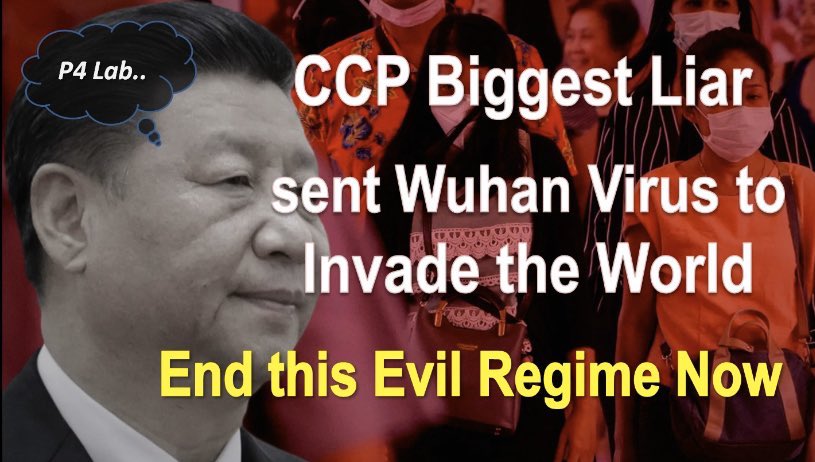 P4 Lab..
CCP Biggest Liar
sent Wuhan Virus to
Invade the World
End this Evil Regime Now